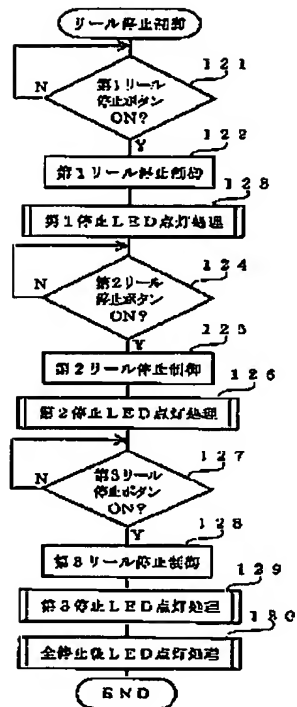 リール停止制御
121
第1リール
停止ボタン
ON?
N
Y
122
第1リール停止制御
123
第1停止LED点灯処理
124
第2リール
停止ボタン
ON?
N
Y
125
第2リール停止制御
126
第2停止LED点灯処理
127
第3リール
停止ボタン
ON?
N
Y
128
第3リール停止制御
129
第3停止LED点灯処理
130
全停止後LED点灯処理
END